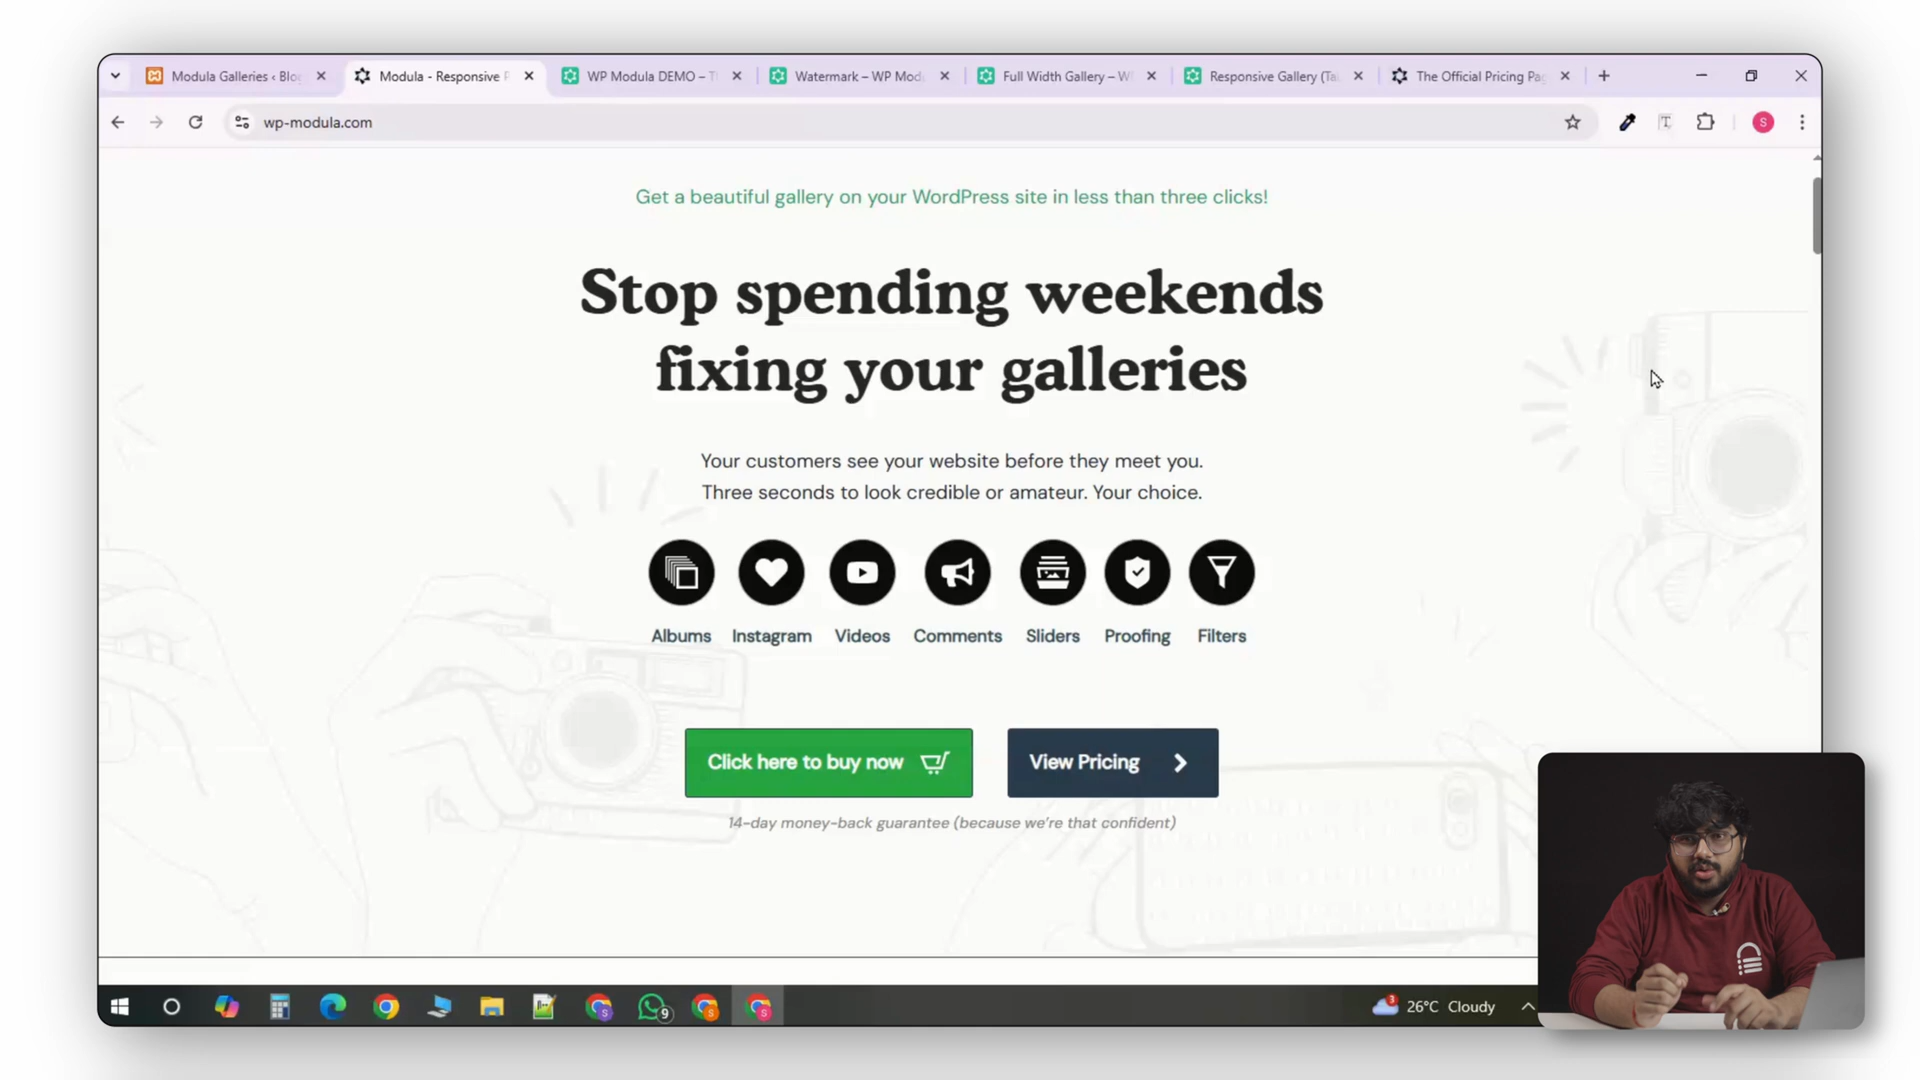 Modula Galleries ‹ Blo
Modula - Responsive
WP Modula DEMO –
Watermark – WP Mod
Full Width Gallery – W
Responsive Gallery (Ta
The Official Pricing Pa
wp-modula.com
S
Get a beautiful gallery on your WordPress site in less than three clicks!
Stop spending weekends
fixing your galleries
Your customers see your website before they meet you.
Three seconds to look credible or amateur. Your choice.
Albums Instagram Videos Comments Sliders Proofing Filters
Click here to buy now
View Pricing
14-day money-back guarantee (because we're that confident)
9
3
26°C Cloudy